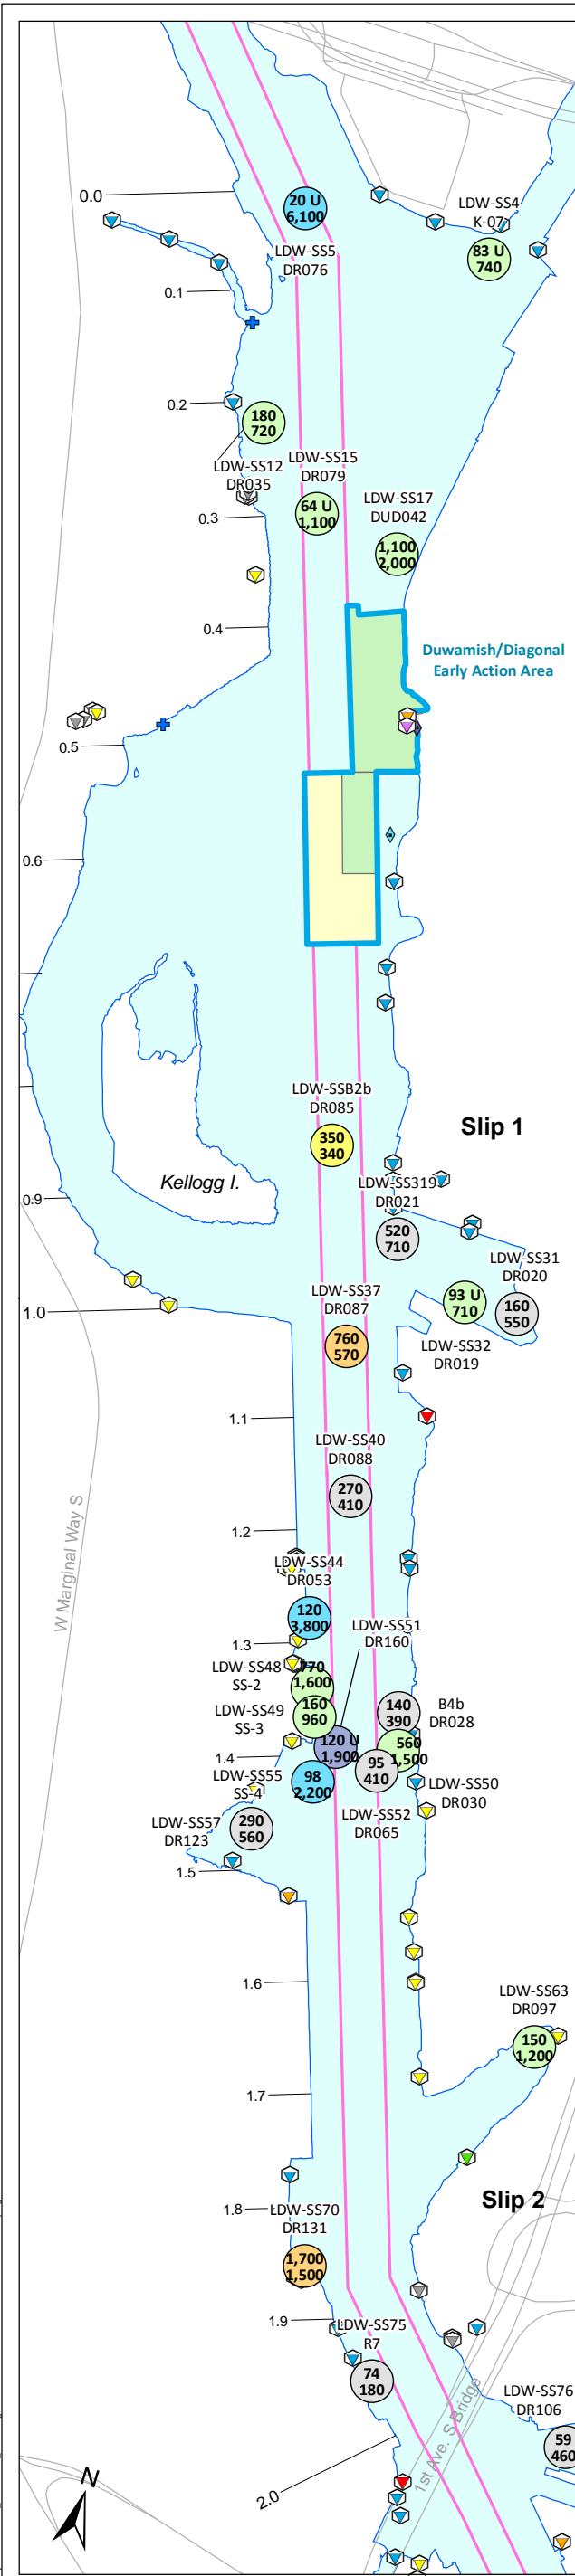 0.0
20 U
6,100
LDW-SS5
DR076
LDW-SS4
K-07
83 U
740
0.1
0.2
180
720
LDW-SS12
DR035
LDW-SS15
DR079
64 U
1,100
0.3
LDW-SS17
DUD042
1,100
2,000
0.4
Duwamish/Diagonal
Early Action Area
0.5
0.6
LDW-SSB2b
DR085
350
340
Slip 1
Kellogg I.
0.9
LDW-SS319
DR021
520
710
LDW-SS31
DR020
160
550
93 U
710
LDW-SS32
DR019
LDW-SS37
DR087
760
570
1.0
1.1
LDW-SS40
DR088
270
410
W Marginal Way S
1.2
LDW-SS44
DR053
120
3,800
1.3
LDW-SS51
DR160
LDW-SS48
SS-2
770
1,600
LDW-SS49
SS-3
160
960
140
390
B4b
DR028
120 U
1,900
560
1,500
95
410
1.4
LDW-SS55
SS-4
98
2,200
LDW-SS50
DR030
LDW-SS52
DR065
LDW-SS57
DR123
290
560
1.5
1.6
LDW-SS63
DR097
150
1,200
1.7
Slip 2
1.8
LDW-SS70
DR131
1,700
1,500
1.9
LDW-SS75
R7
74
180
1st Ave. S Bridge
LDW-SS76
DR106
59
460
2.0
N